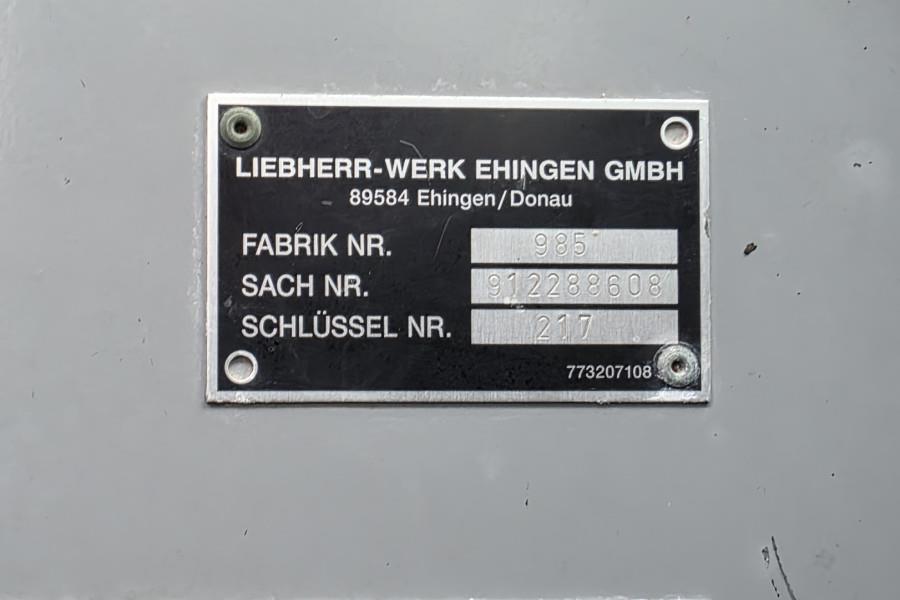 LIEBHERR-WERK EHINGEN GMBH
89584 Ehingen/Donau
FABRIK NR. 985
SACH NR. 912288608
SCHLÜSSEL NR. 217
773207108